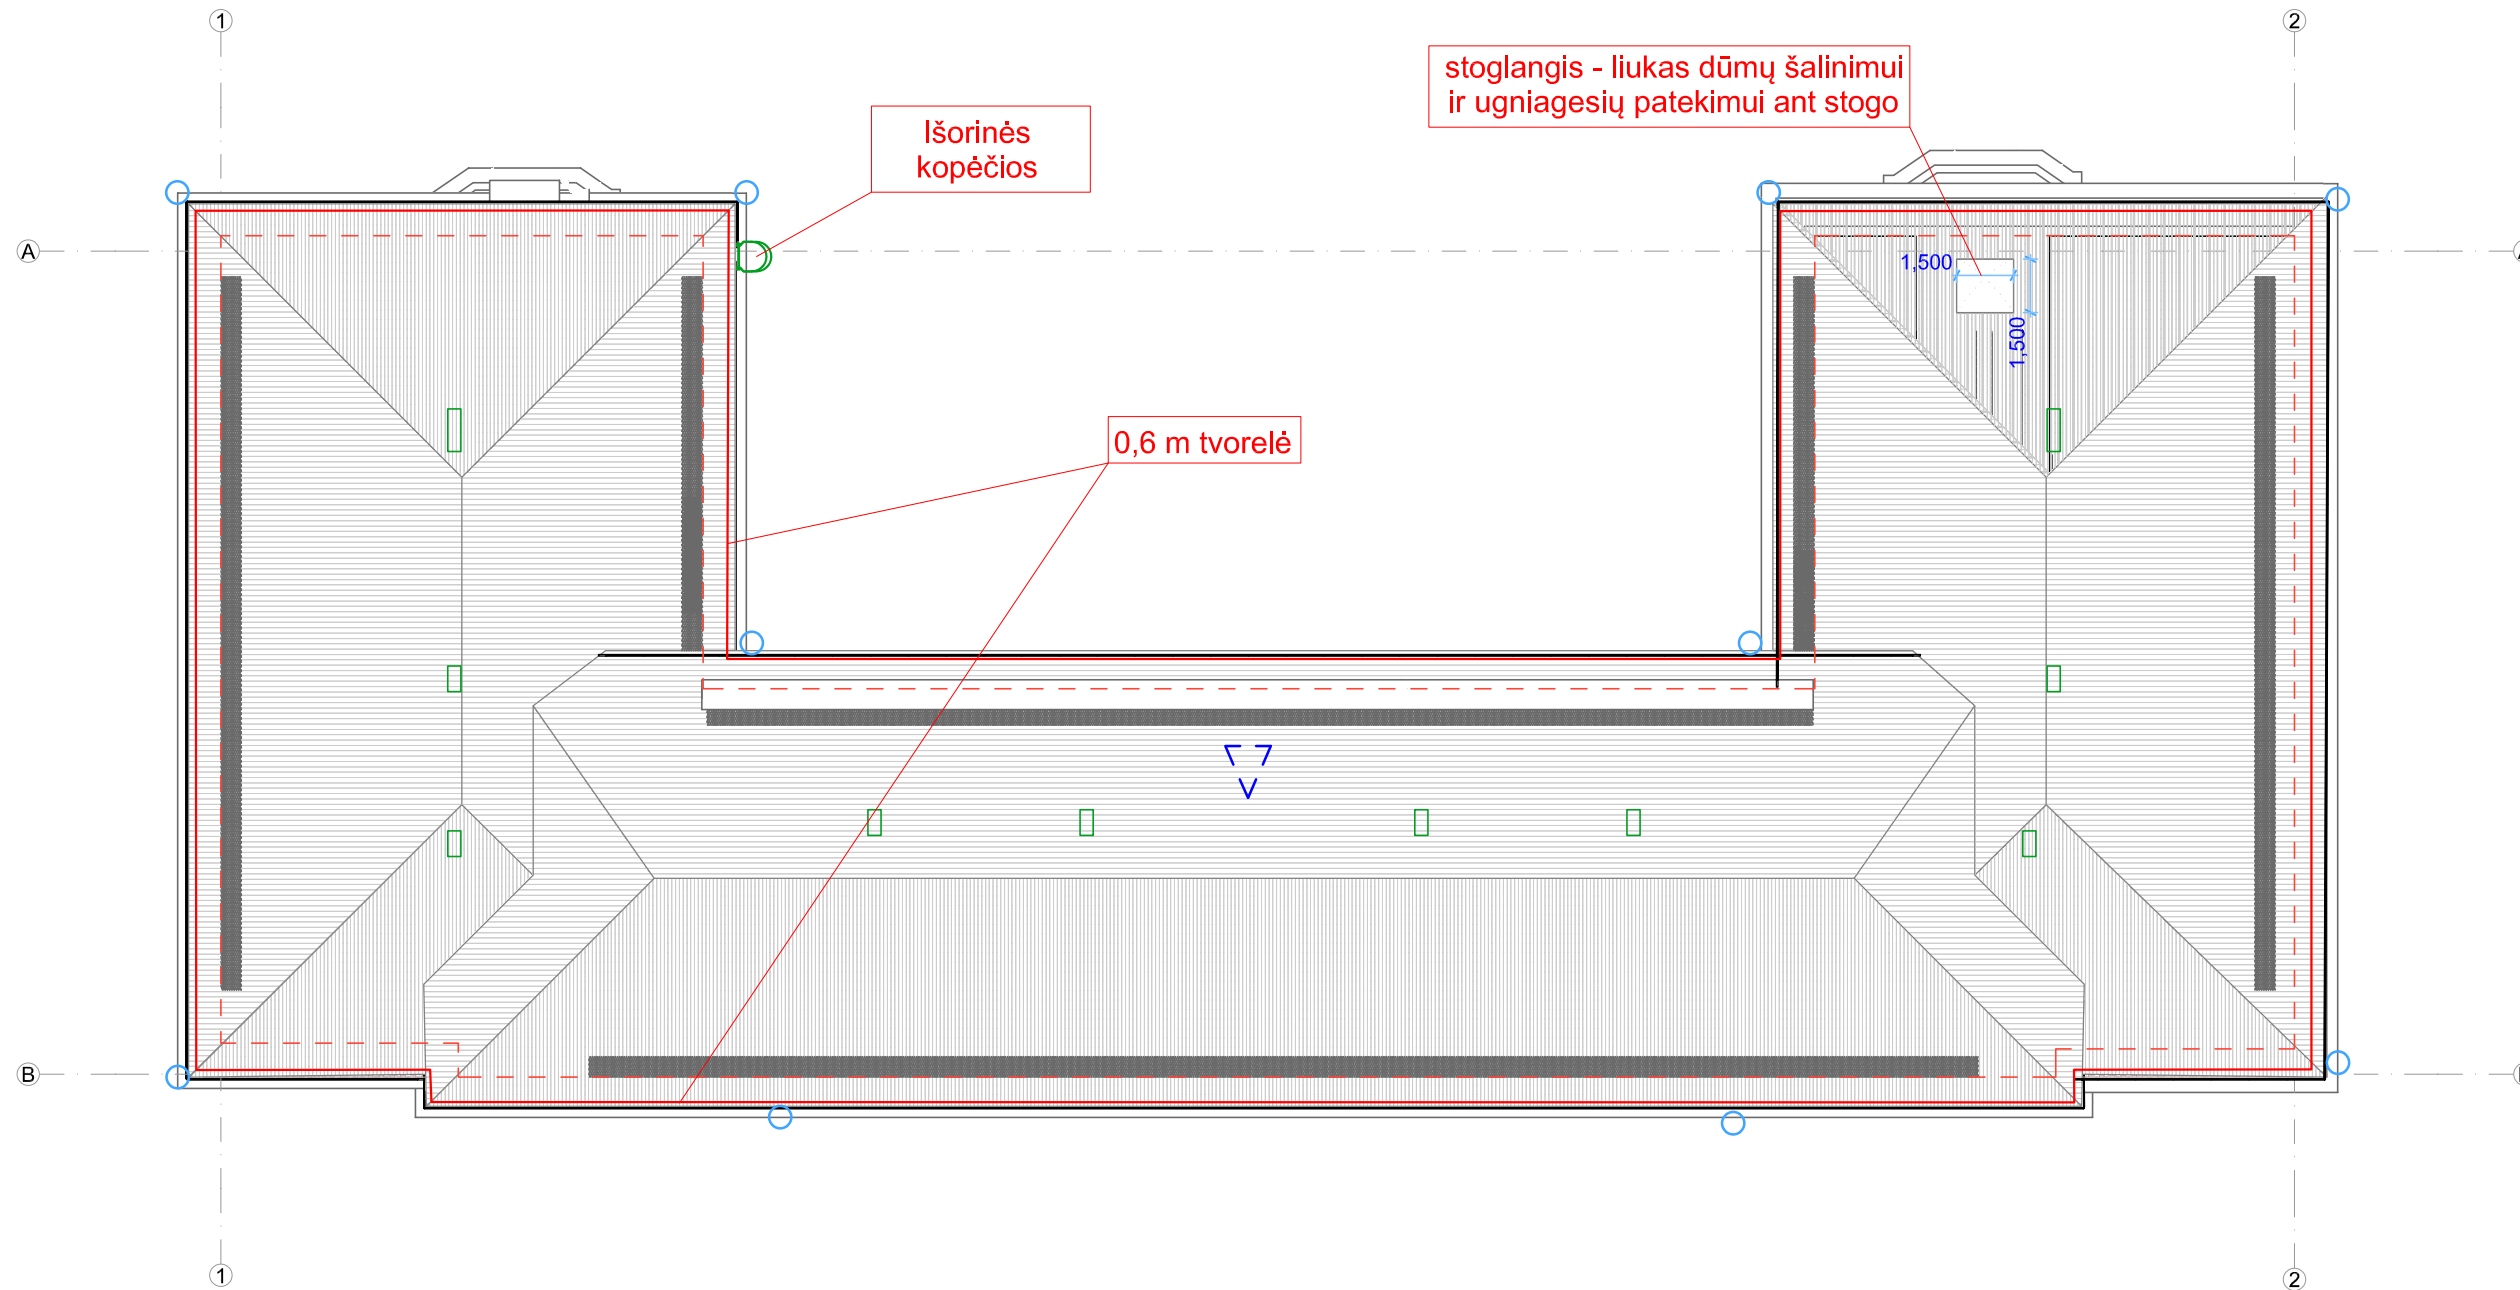 1
2
stoglangis - liukas dūmų šalinimui
ir ugniagesių patekimui ant stogo
Išorinės
kopėčios
A
1,500
1,500
0,6 m tvorelė
B
1
2